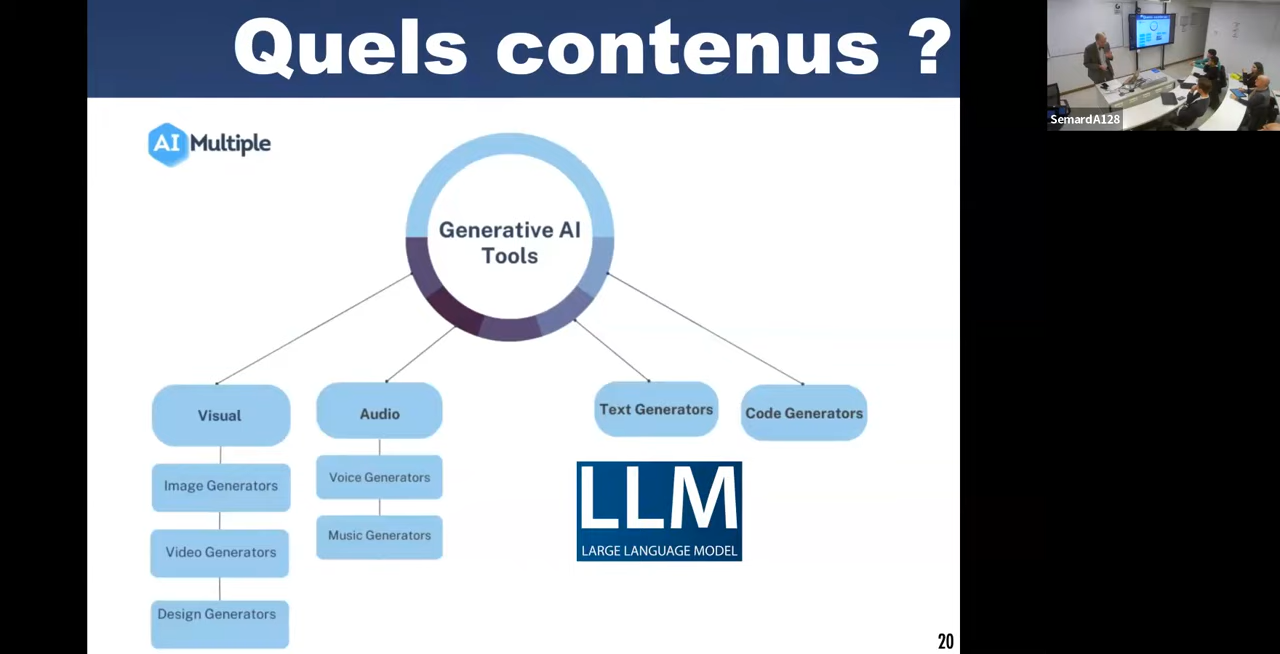 Quels contenus ?
AI Multiple
Generative AI
Tools
Visual
Image Generators
Video Generators
Design Generators
Audio
Voice Generators
Music Generators
Text Generators
LLM
LARGE LANGUAGE MODEL
Code Generators
20
SemardA128